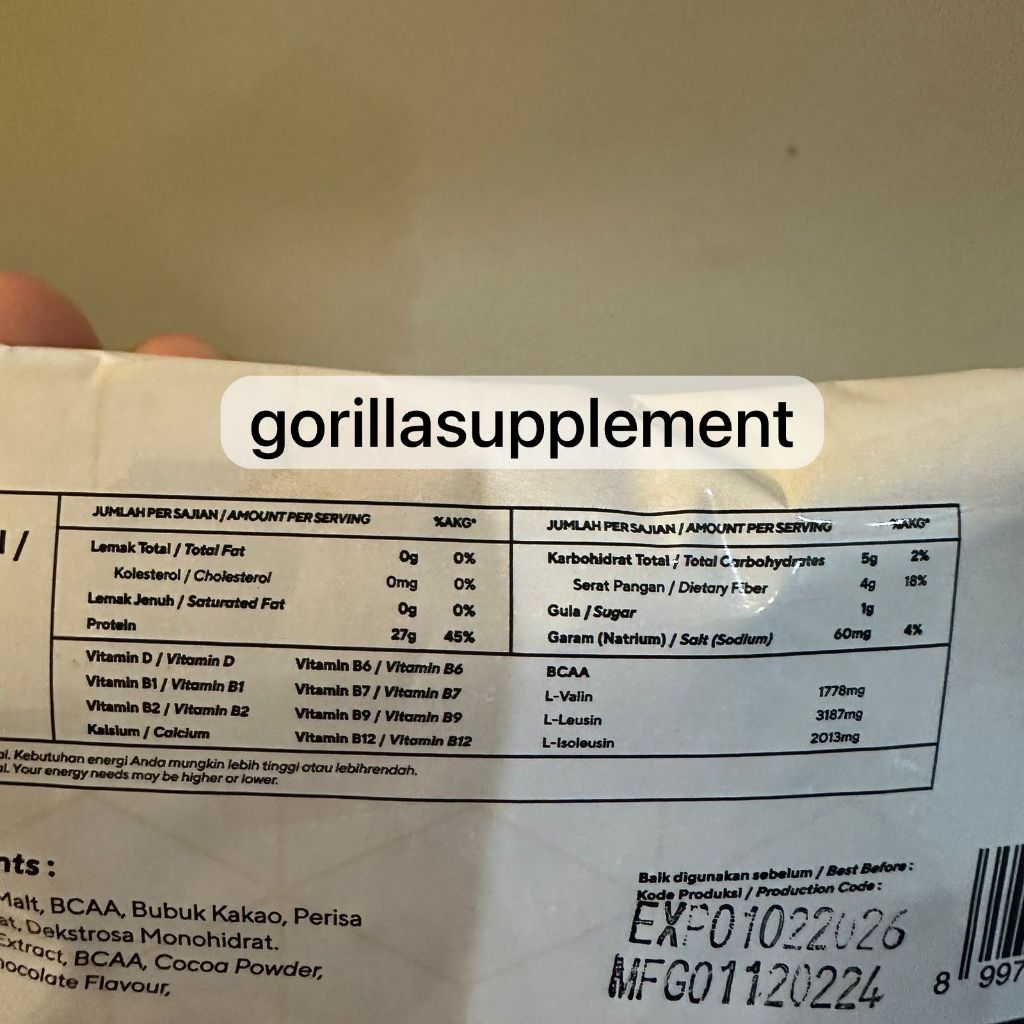 gorillasupplement
JUMLAH PER SAJIAN / AMOUNT PER SERVING %AKG*
Lemak Total / Total Fat 0g 0%
Kolesterol / Cholesterol 0mg 0%
Lemak Jenuh / Saturated Fat 0g 0%
Protein 27g 45%
JUMLAH PER SAJIAN / AMOUNT PER SERVING %AKG*
Karbohidrat Total / Total Carbohydrates 5g 2%
Serat Pangan / Dietary Fiber 4g 18%
Gula / Sugar 1g
Garam (Natrium) / Salt (Sodium) 60mg 4%
Vitamin D / Vitamin D Vitamin B6 / Vitamin B6
Vitamin B1 / Vitamin B1 Vitamin B7 / Vitamin B7
Vitamin B2 / Vitamin B2 Vitamin B9 / Vitamin B9
Kalsium / Calcium Vitamin B12 / Vitamin B12
BCAA
L-Valin 1778mg
L-Leusin 3187mg
L-Isoleusin 2013mg
Kebutuhan energi Anda mungkin lebih tinggi atau lebihrendah.
Your energy needs may be higher or lower.
Malt, BCAA, Bubuk Kakao, Perisa
Dekstrosa Monohidrat.
Extract, BCAA, Cocoa Powder,
Flavour,
Baik digunakan sebelum / Best Before :
Kode Produksi / Production Code :
EXP01022026
MFG01120224
8 997